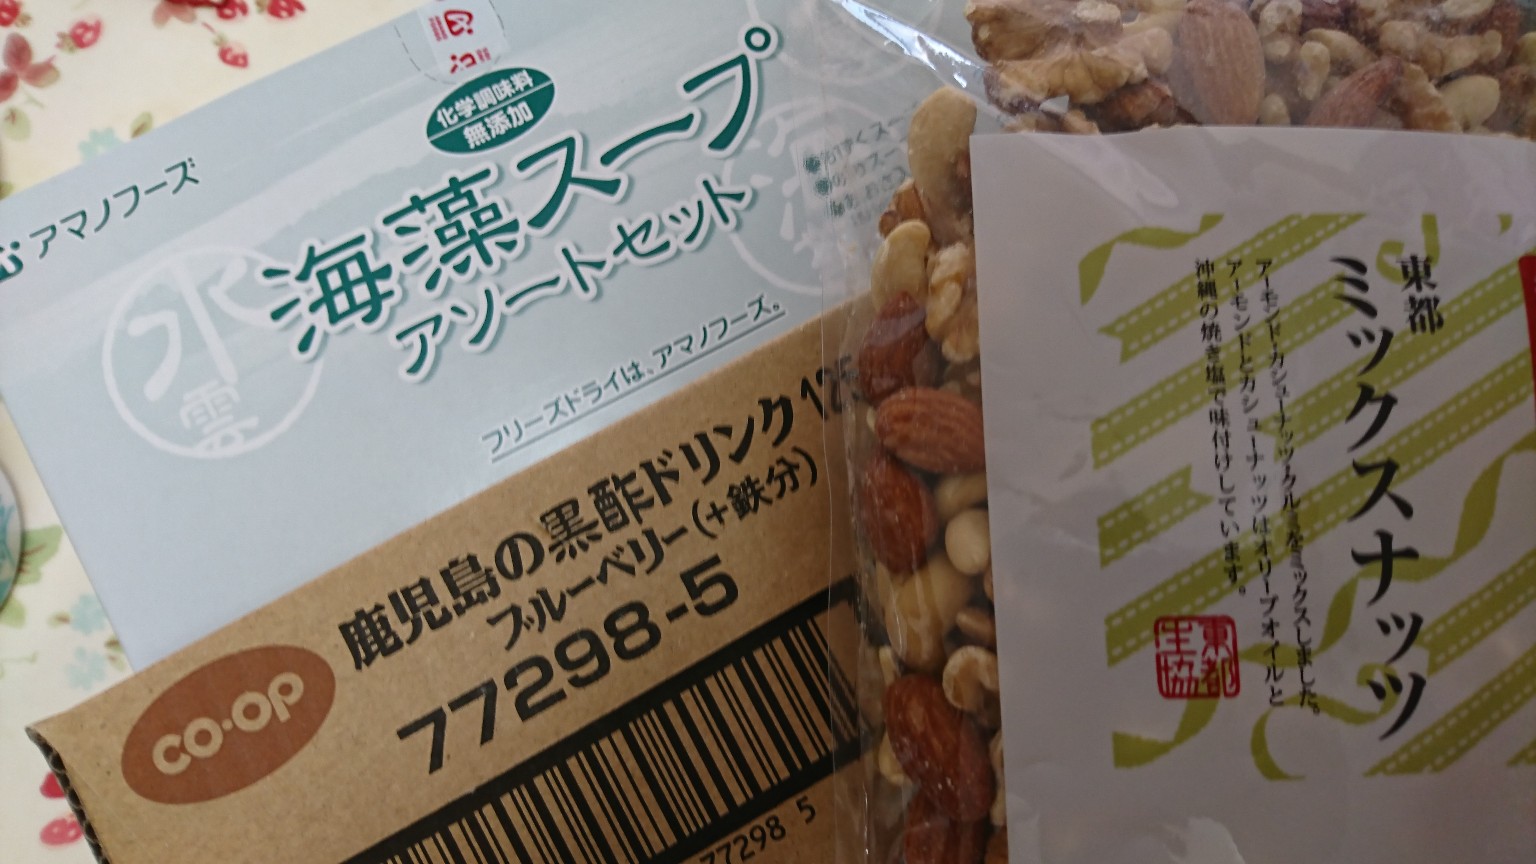 アマノフーズ
化学調味料
無添加
海藻スープ
アソートセット
水雲
フリーズドライは、アマノフーズ。
CO·OP
鹿児島の黒酢ドリンク125
ブルーベリー(+鉄分)
77298-5
77298 5
東都
ミックスナッツ
アーモンド・カシューナッツ・クルミをミックスしました。
アーモンドとカシューナッツはオリーブオイルと
沖縄の焼き塩で味付けしています。
東都
生協